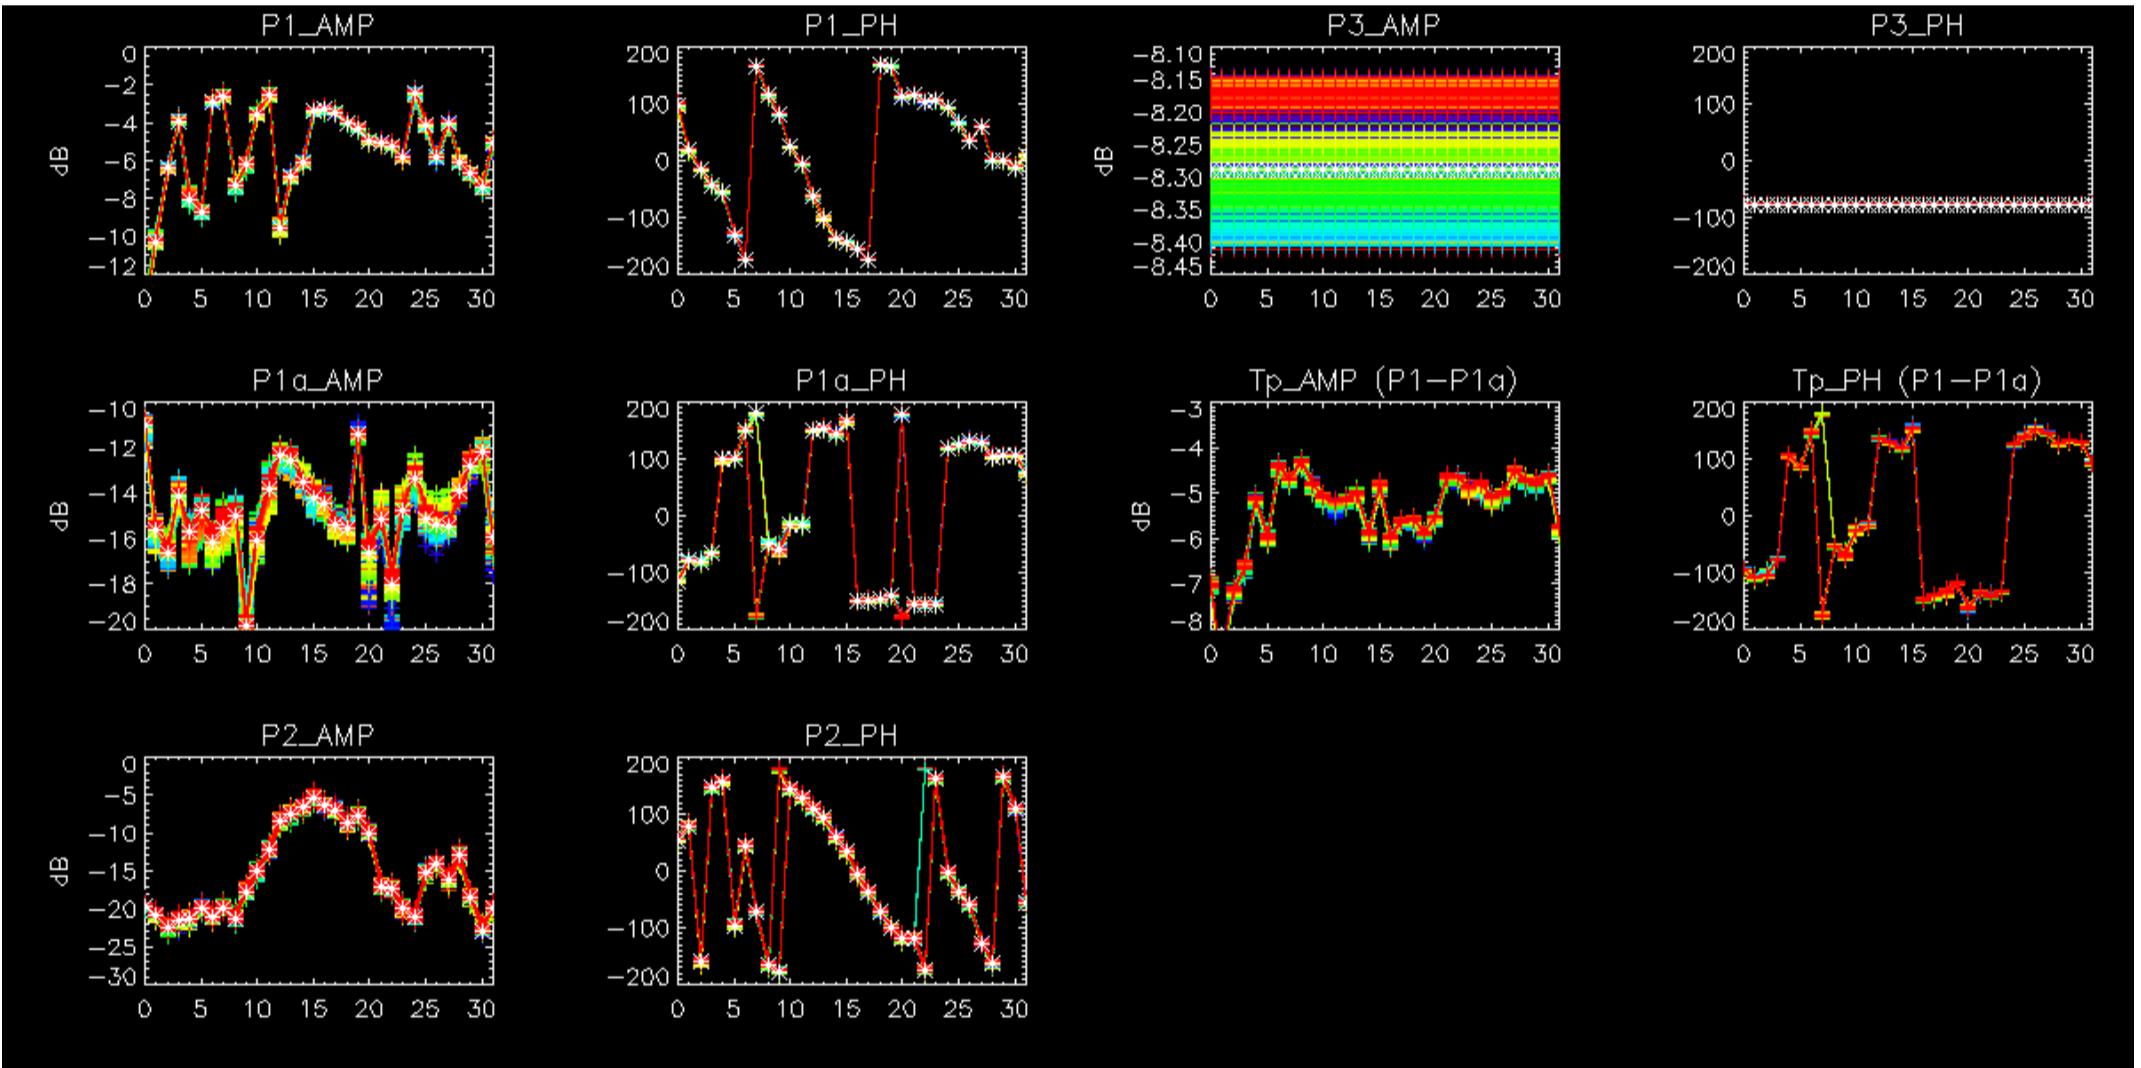 P1_AMP
P1_PH
P3_AMP
P3_PH
dB
0
-2
-4
-6
-8
-10
-12
0 5 10 15 20 25 30
200
100
0
-100
-200
0 5 10 15 20 25 30
dB
-8.10
-8.15
-8.20
-8.25
-8.30
-8.35
-8.40
-8.45
0 5 10 15 20 25 30
200
100
0
-100
-200
0 5 10 15 20 25 30
P1a_AMP
P1a_PH
Tp_AMP (P1-P1a)
Tp_PH (P1-P1a)
dB
-10
-12
-14
-16
-18
-20
0 5 10 15 20 25 30
200
100
0
-100
-200
0 5 10 15 20 25 30
dB
-3
-4
-5
-6
-7
-8
0 5 10 15 20 25 30
200
100
0
-100
-200
0 5 10 15 20 25 30
P2_AMP
P2_PH
dB
0
-5
-10
-15
-20
-25
-30
0 5 10 15 20 25 30
200
100
0
-100
-200
0 5 10 15 20 25 30